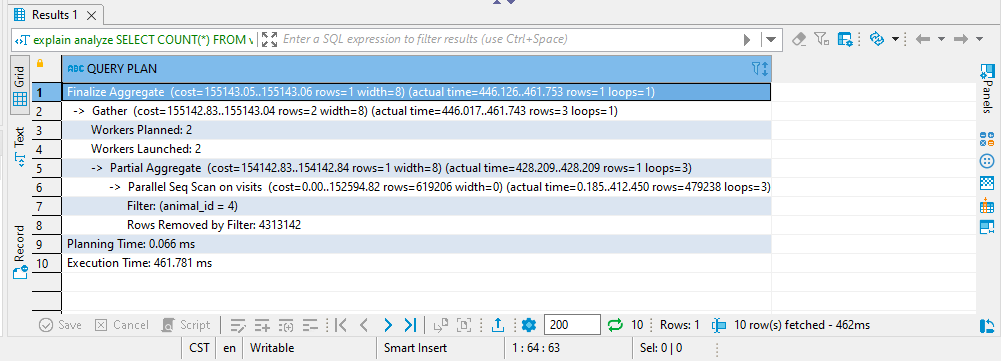 Results 1
explain analyze SELECT COUNT(*) FROM v
Enter a SQL expression to filter results (use Ctrl+Space)
Grid
Text
Record
Panels
ABC QUERY PLAN
1 Finalize Aggregate (cost=155143.05..155143.06 rows=1 width=8) (actual time=446.126..461.753 rows=1 loops=1)
2 -> Gather (cost=155142.83..155143.04 rows=2 width=8) (actual time=446.017..461.743 rows=3 loops=1)
3 Workers Planned: 2
4 Workers Launched: 2
5 -> Partial Aggregate (cost=154142.83..154142.84 rows=1 width=8) (actual time=428.209..428.209 rows=1 loops=3)
6 -> Parallel Seq Scan on visits (cost=0.00..152594.82 rows=619206 width=0) (actual time=0.185..412.450 rows=479238 loops=3)
7 Filter: (animal_id = 4)
8 Rows Removed by Filter: 4313142
9 Planning Time: 0.066 ms
10 Execution Time: 461.781 ms
Save Cancel Script 200 10 Rows: 1 10 row(s) fetched - 462ms
CST en Writable Smart Insert 1 : 64 : 63 Sel: 0 | 0